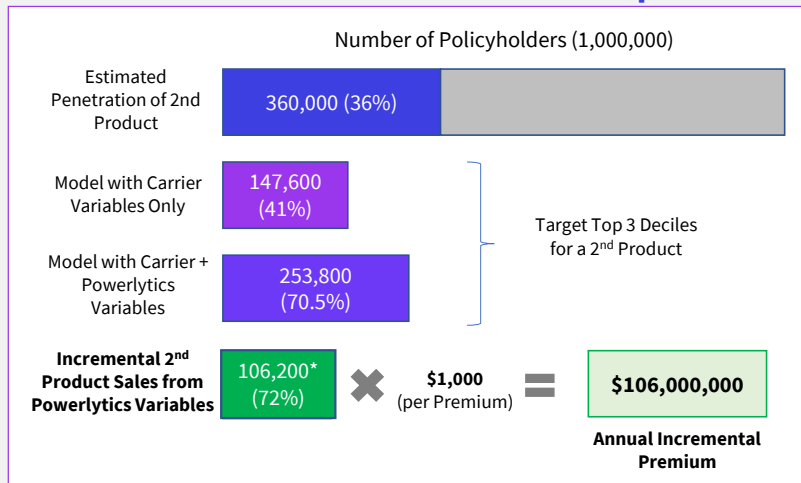 Number of Policyholders (1,000,000)
Estimated
Penetration of 2nd
Product
360,000 (36%)
Model with Carrier
Variables Only
147,600
(41%)
Model with Carrier +
Powerlytics
Variables
253,800
(70.5%)
Target Top 3 Deciles
for a 2nd Product
Incremental 2nd
Product Sales from
Powerlytics Variables
106,200*
(72%)
$1,000
(per Premium)
=
$106,000,000
Annual Incremental
Premium